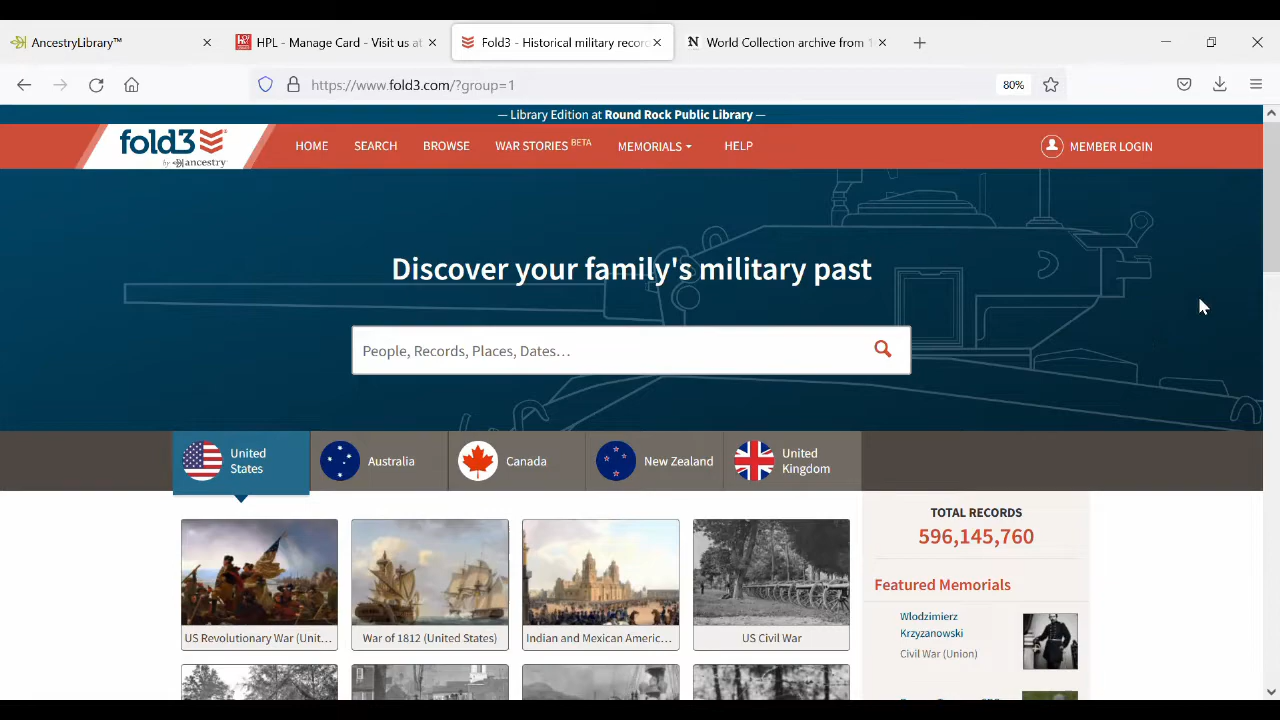 AncestryLibrary™
HPL - Manage Card - Visit us at
Fold3 - Historical military record
World Collection archive from 1
https://www.fold3.com/?group=1
80%
— Library Edition at Round Rock Public Library —
fold3
by ancestry
HOME
SEARCH
BROWSE
WAR STORIES BETA
MEMORIALS
HELP
MEMBER LOGIN
Discover your family's military past
People, Records, Places, Dates…
United
States
Australia
Canada
New Zealand
United
Kingdom
US Revolutionary War (Unit...
War of 1812 (United States)
Indian and Mexican Americ...
US Civil War
TOTAL RECORDS
596,145,760
Featured Memorials
Wlodzimierz
Krzyzanowski
Civil War (Union)